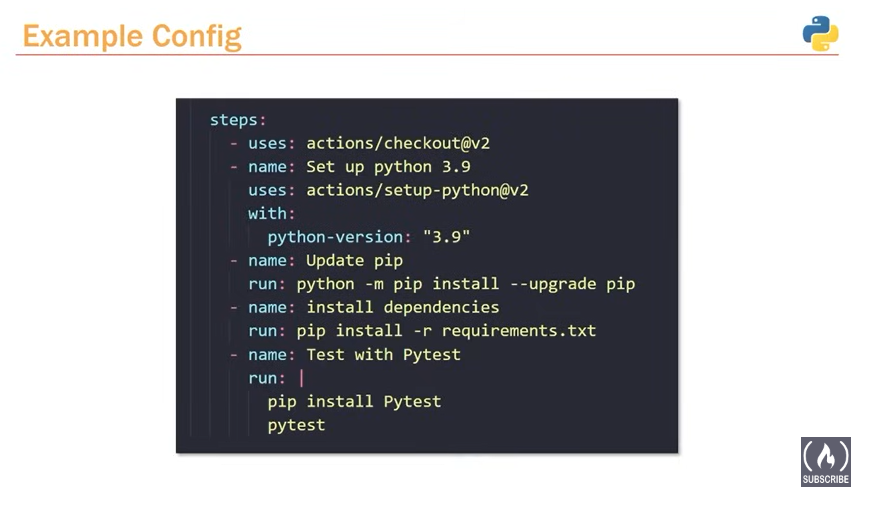 Example Config
steps:
- uses: actions/checkout@v2
- name: Set up python 3.9
uses: actions/setup-python@v2
with:
python-version: "3.9"
- name: Update pip
run: python -m pip install --upgrade pip
- name: install dependencies
run: pip install -r requirements.txt
- name: Test with Pytest
run: |
pip install Pytest
pytest
SUBSCRIBE